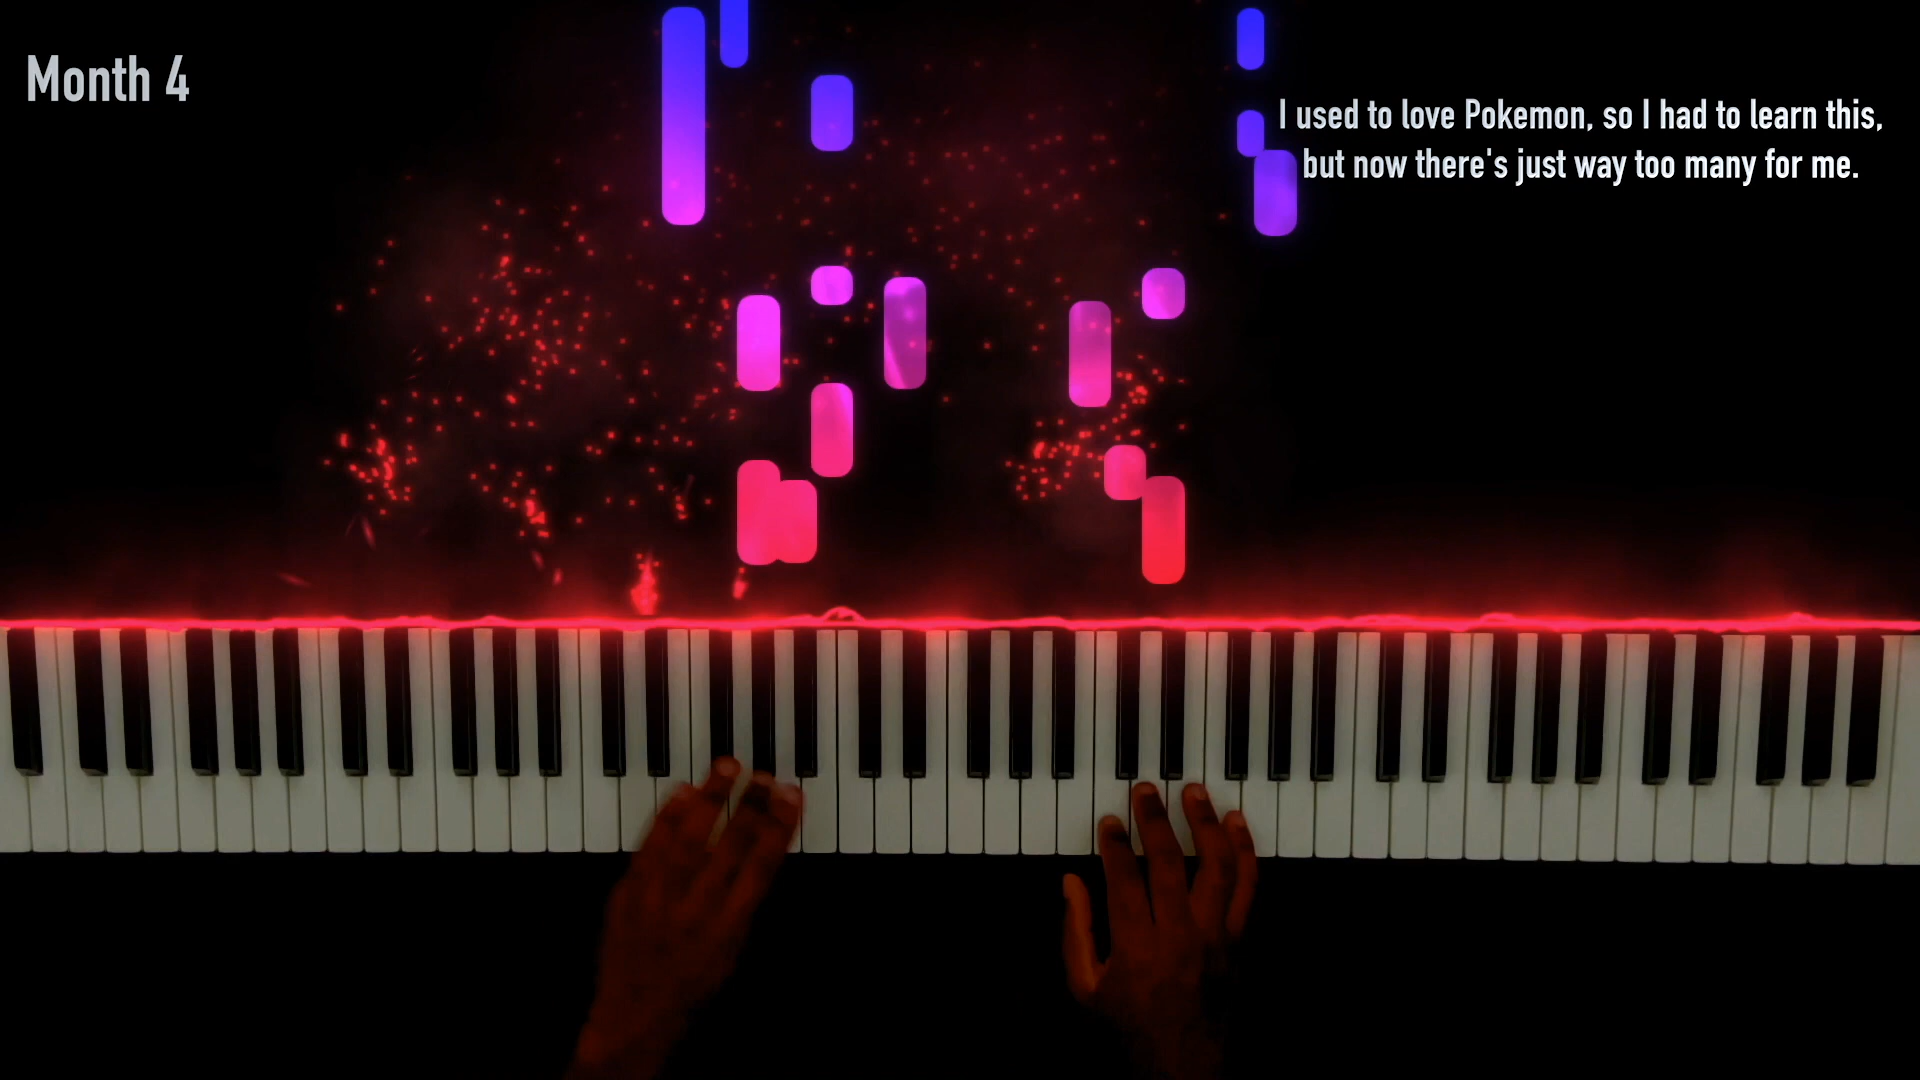 Month 4
I used to love Pokemon, so I had to learn this,
but now there's just way too many for me.